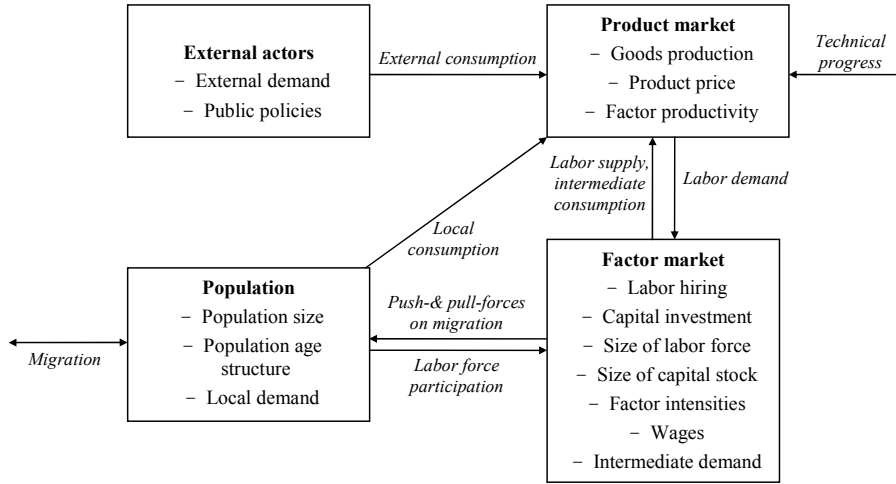 External actors
− External demand
− Public policies
External consumption
Product market
− Goods production
− Product price
− Factor productivity
Technical
progress
Labor supply,
intermediate
consumption
Labor demand
Local
consumption
Population
− Population size
− Population age
structure
− Local demand
Migration
Push-& pull-forces
on migration
Labor force
participation
Factor market
− Labor hiring
− Capital investment
− Size of labor force
− Size of capital stock
− Factor intensities
− Wages
− Intermediate demand